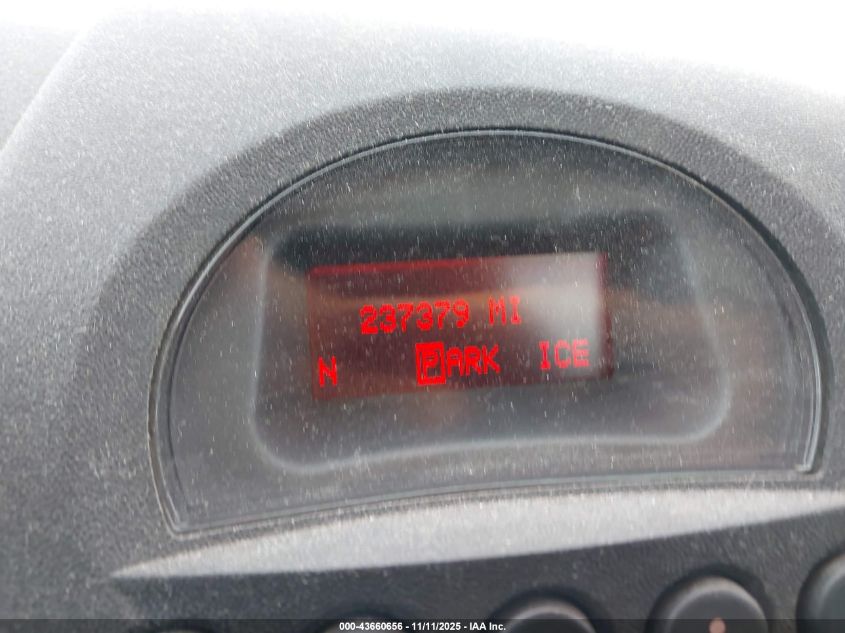 237379 MI
N PARK ICE
000-43660656 - 11/11/2025 - IAA Inc.